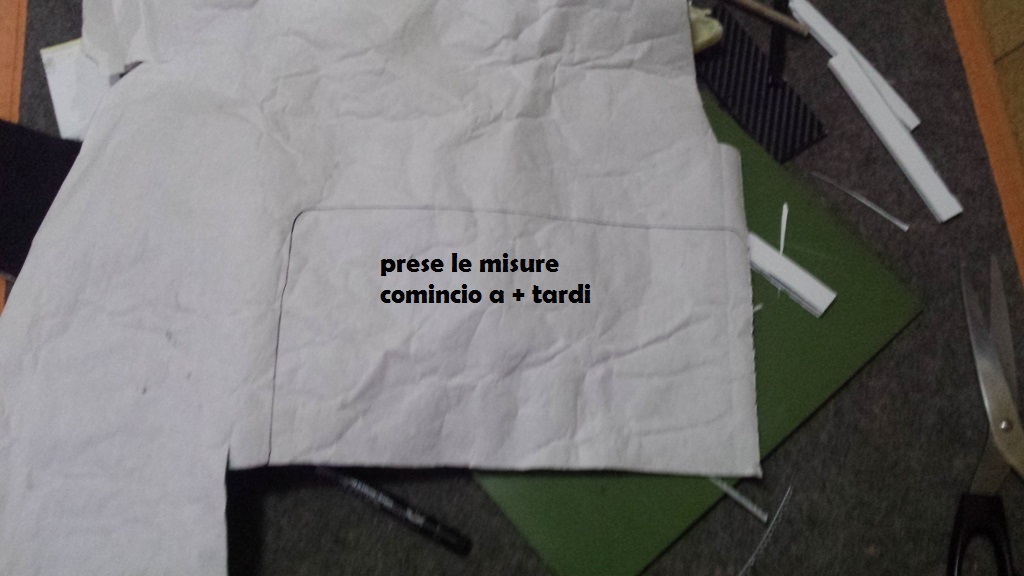 prese le misure
comincio a + tardi